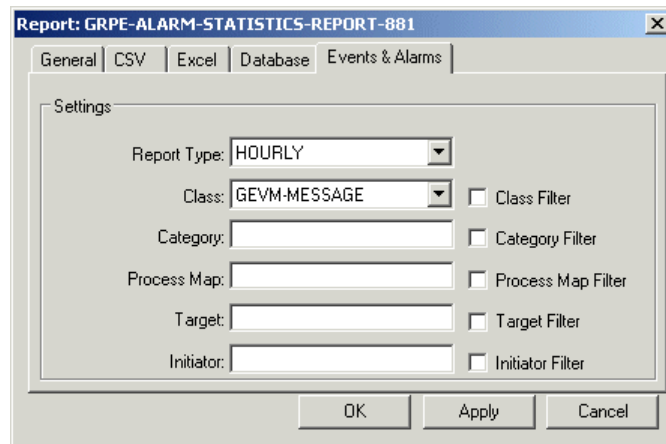 Report: GRPE-ALARM-STATISTICS-REPORT-881
General CSV Excel Database Events & Alarms
Settings
Report Type: HOURLY
Class: GEVM-MESSAGE Class Filter
Category: Category Filter
Process Map: Process Map Filter
Target: Target Filter
Initiator: Initiator Filter
OK Apply Cancel